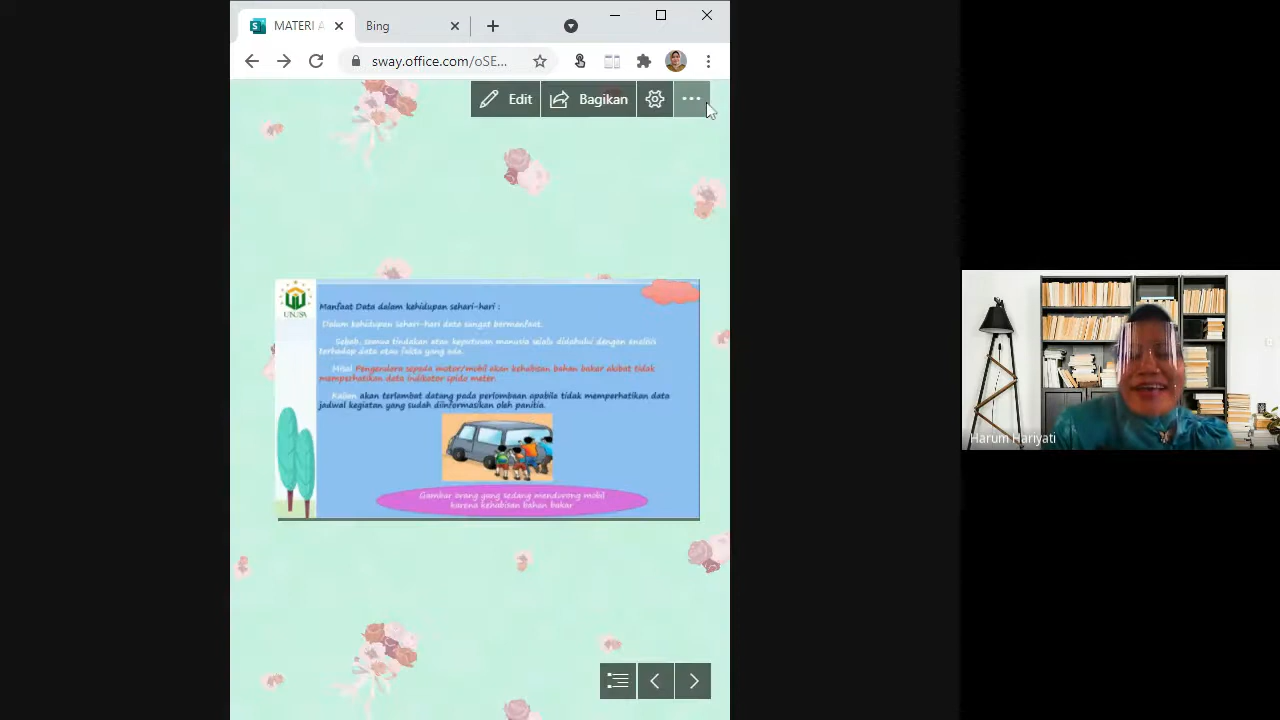 MATERI A
Bing
sway.office.com/oSE...
Edit
Bagikan
UNUSA
Manfaat Data dalam kehidupan sehari-hari :
Dalam kehidupan sehari-hari data sangat bermanfaat.
Sebab, semua tindakan atau keputusan manusia selalu didahului dengan analisis
terhadap data atau fakta yang ada.
Misal Pengendara sepeda motor/mobil akan kehabisan bahan bakar akibat tidak
memperhatikan data indikator spido meter.
Kalian akan terlambat datang pada perlombaan apabila tidak memperhatikan data
jadwal kegiatan yang sudah diinformasikan oleh panitia.
Gambar orang yang sedang mendorong mobil
karena kehabisan bahan bakar
Harum Hariyati